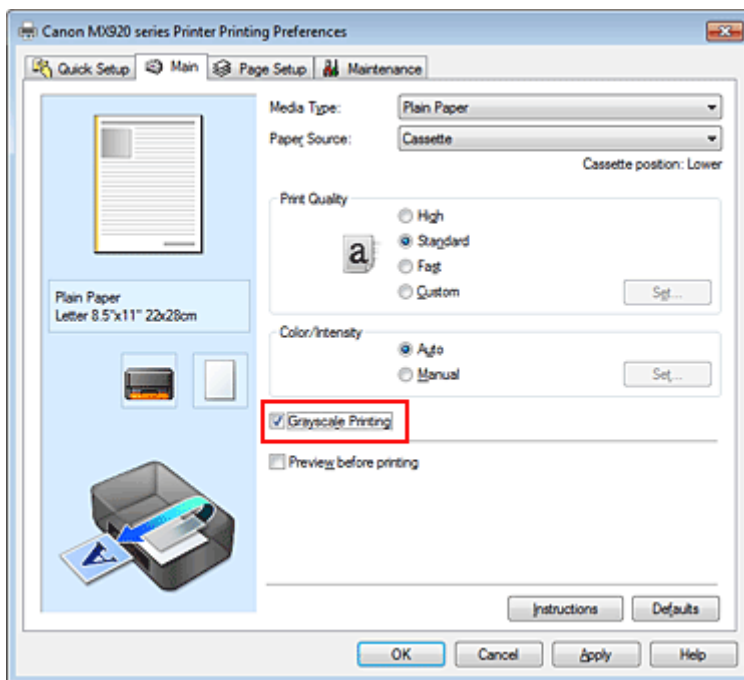 Canon MX920 series Printer Printing Preferences
Quick Setup Main Page Setup Maintenance
Media Type: Plain Paper
Paper Source: Cassette
Cassette position: Lower
Print Quality
High
Standard
Fast
Custom Set...
a
Plain Paper
Letter 8.5"x11" 22x28cm
Color/Intensity
Auto
Manual Set...
Grayscale Printing
Preview before printing
A
Instructions Defaults
OK Cancel Apply Help